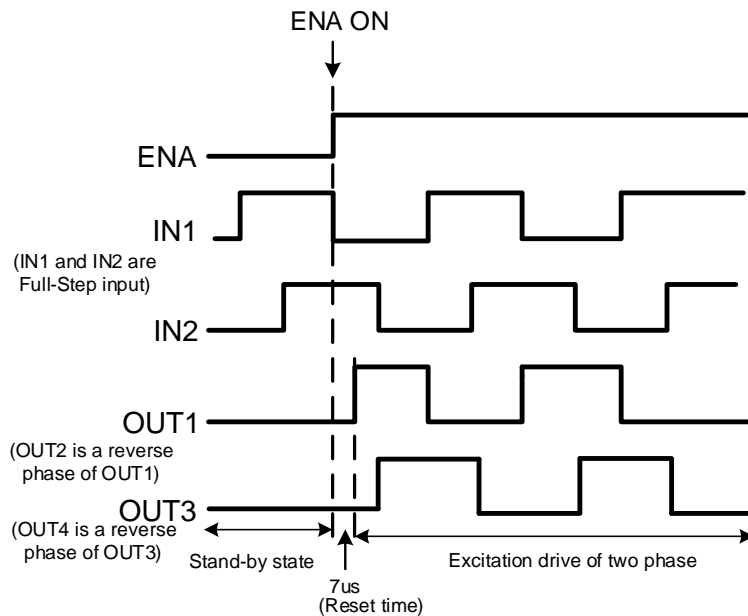 ENA ON
ENA
IN1
(IN1 and IN2 are
Full-Step input)
IN2
OUT1
(OUT2 is a reverse
phase of OUT1)
OUT3
(OUT4 is a reverse
phase of OUT3)
Stand-by state
7us
(Reset time)
Excitation drive of two phase